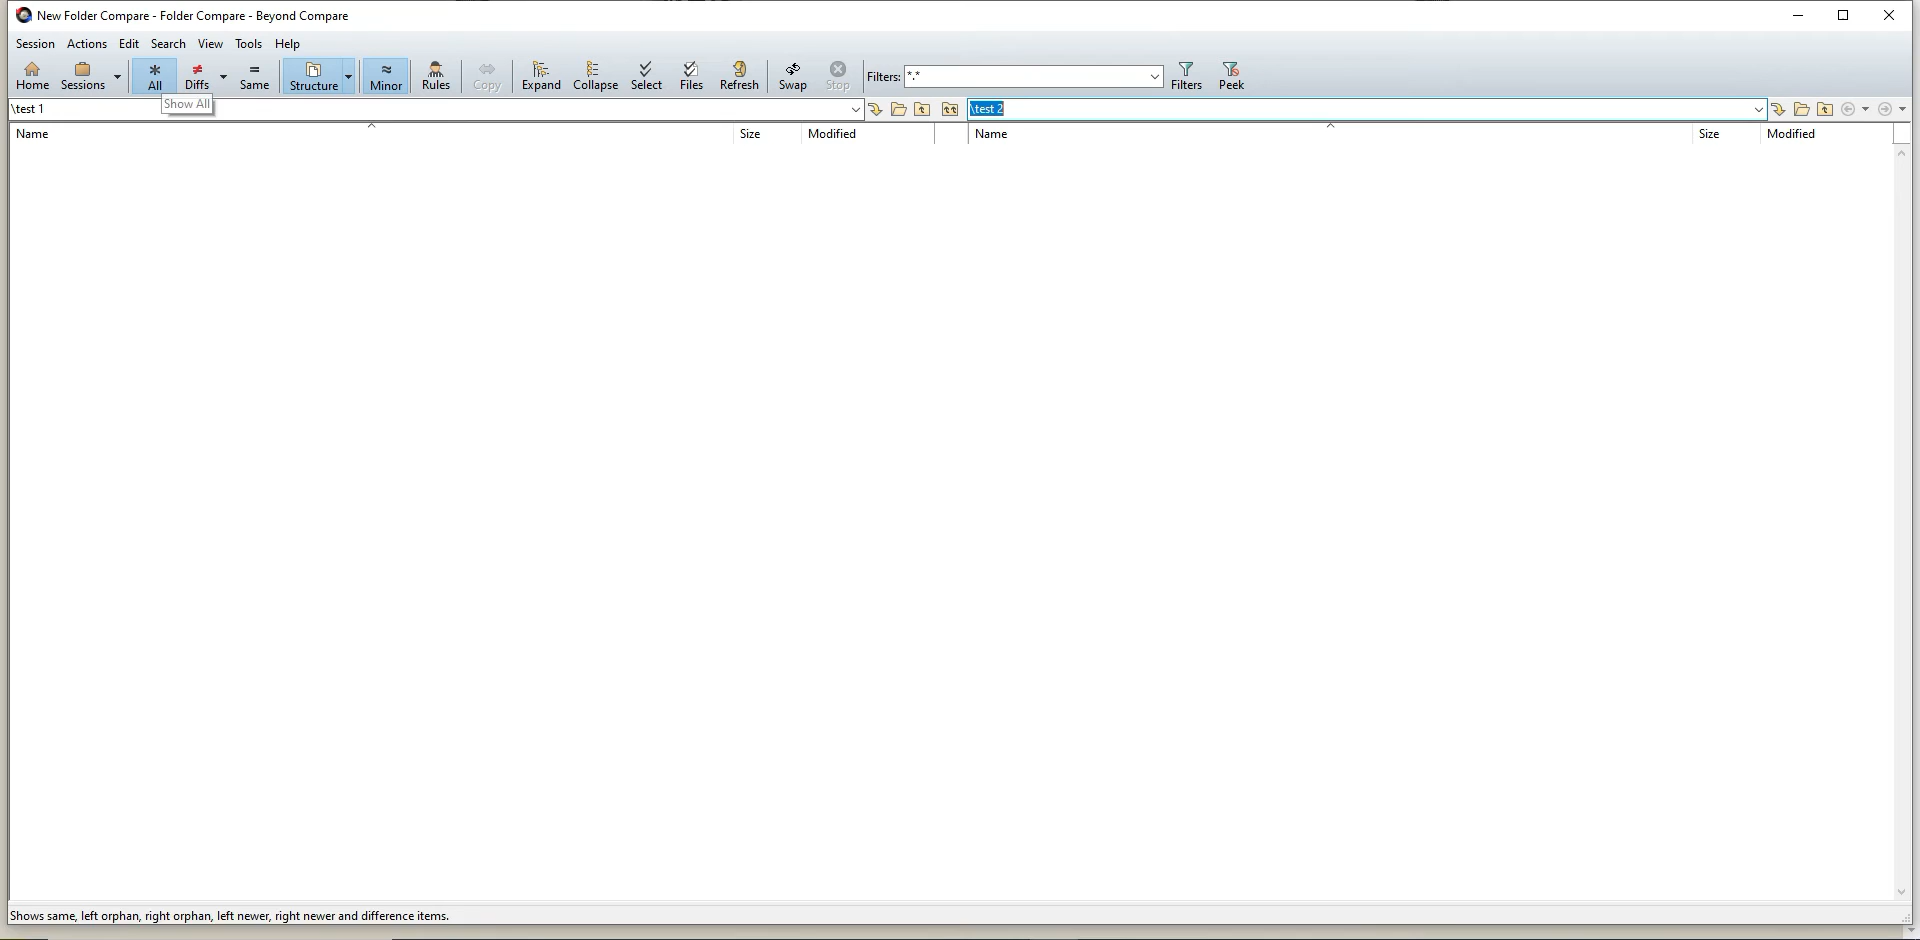 New Folder Compare - Folder Compare - Beyond Compare
Session Actions Edit Search View Tools Help
Home Sessions All Diffs Same Structure Minor Rules Copy Expand Collapse Select Files Refresh Swap Stop Filters: *.* Filters Peek
Show All
\test 1 \test 2
Name Size Modified Name Size Modified
Shows same, left orphan, right orphan, left newer, right newer and difference items.